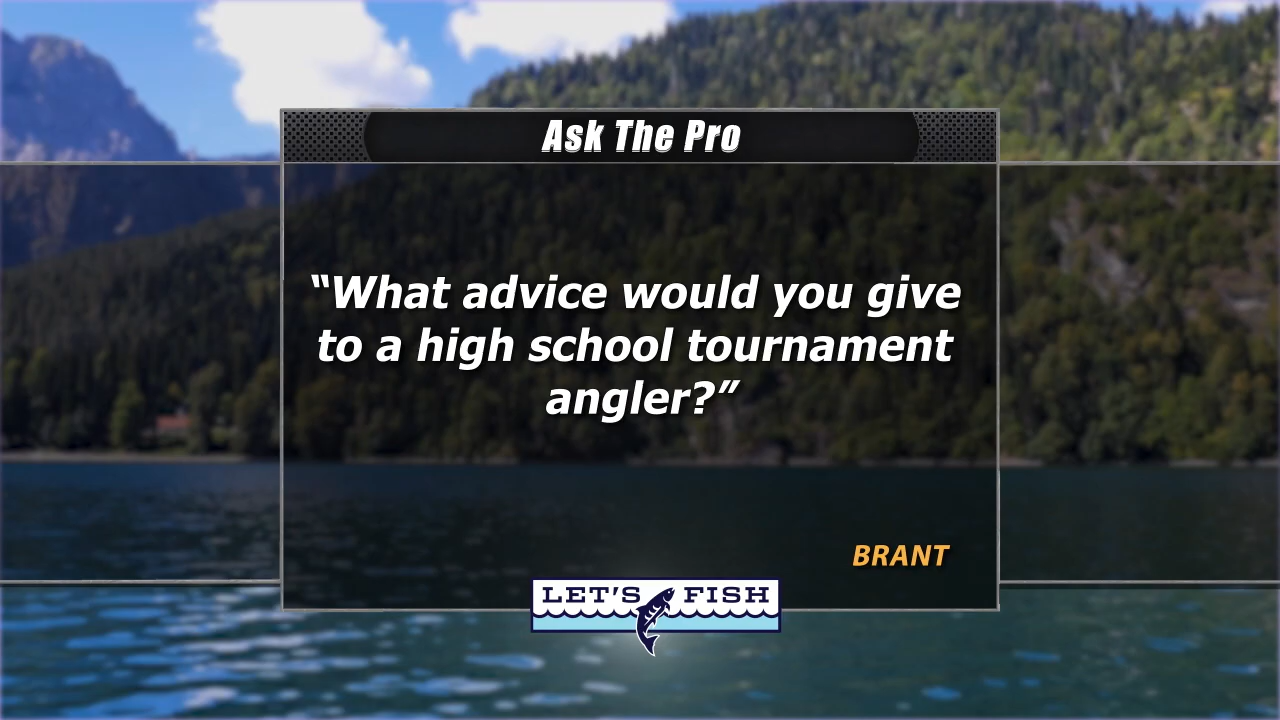 Ask The Pro
“What advice would you give
to a high school tournament
angler?”
BRANT
LET'S FISH